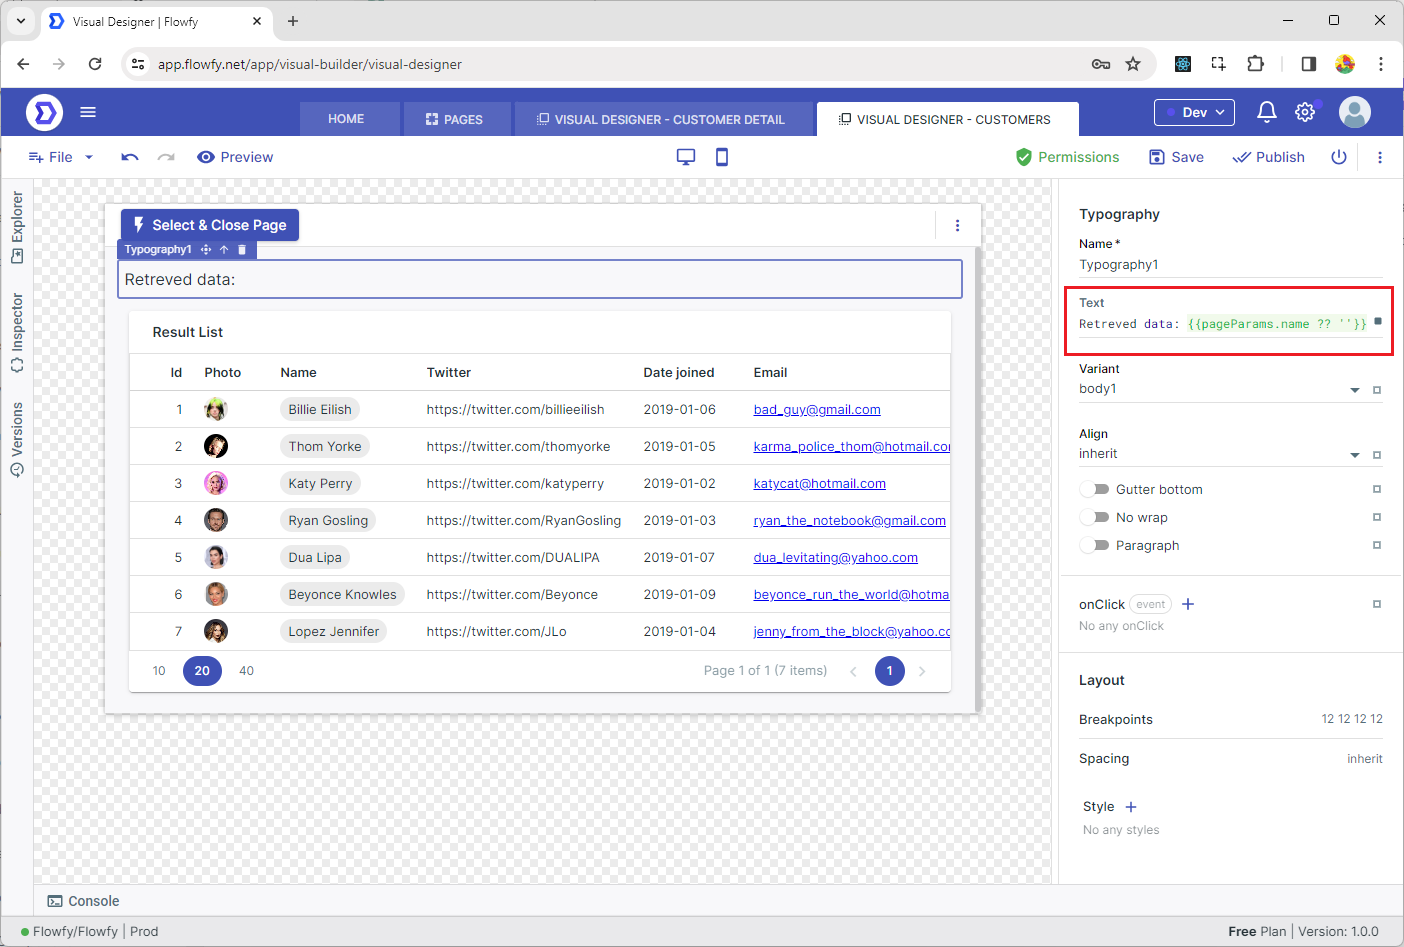 Visual Designer | Flowfy
app.flowfy.net/app/visual-builder/visual-designer
HOME
PAGES
VISUAL DESIGNER - CUSTOMER DETAIL
VISUAL DESIGNER - CUSTOMERS
Dev
File
Preview
Permissions
Save
Publish
Explorer
Inspector
Versions
Select & Close Page
Typography1
Retreved data:
Result List
Id Photo Name Twitter Date joined Email
1 Billie Eilish https://twitter.com/billieeilish 2019-01-06 bad_guy@gmail.com
2 Thom Yorke https://twitter.com/thomyorke 2019-01-05 karma_police_thom@hotmail.co
3 Katy Perry https://twitter.com/katyperry 2019-01-02 katycat@hotmail.com
4 Ryan Gosling https://twitter.com/RyanGosling 2019-01-03 ryan_the_notebook@gmail.com
5 Dua Lipa https://twitter.com/DUALIPA 2019-01-07 dua_levitating@yahoo.com
6 Beyonce Knowles https://twitter.com/Beyonce 2019-01-09 beyonce_run_the_world@hotma
7 Lopez Jennifer https://twitter.com/JLo 2019-01-04 jenny_from_the_block@yahoo.co
10 20 40 Page 1 of 1 (7 items) 1
Typography
Name *
Typography1
Text
Retreved data: {{pageParams.name ?? ''}}
Variant
body1
Align
inherit
Gutter bottom
No wrap
Paragraph
onClick event
No any onClick
Layout
Breakpoints 12 12 12 12
Spacing inherit
Style
No any styles
Console
Flowfy/Flowfy | Prod
Free Plan | Version: 1.0.0